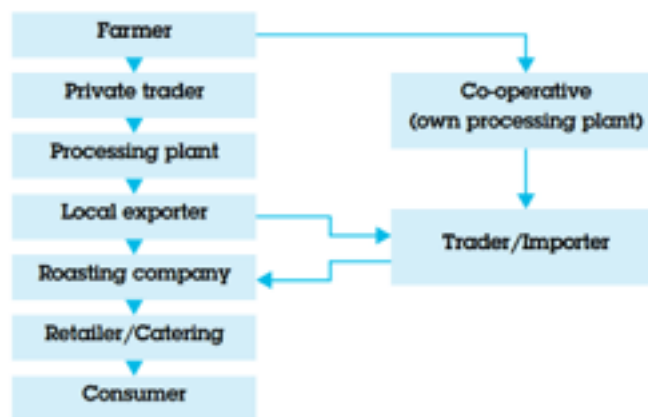 Farmer
Private trader
Processing plant
Local exporter
Roasting company
Retailer/Catering
Consumer
Co-operative
(own processing plant)
Trader/Importer